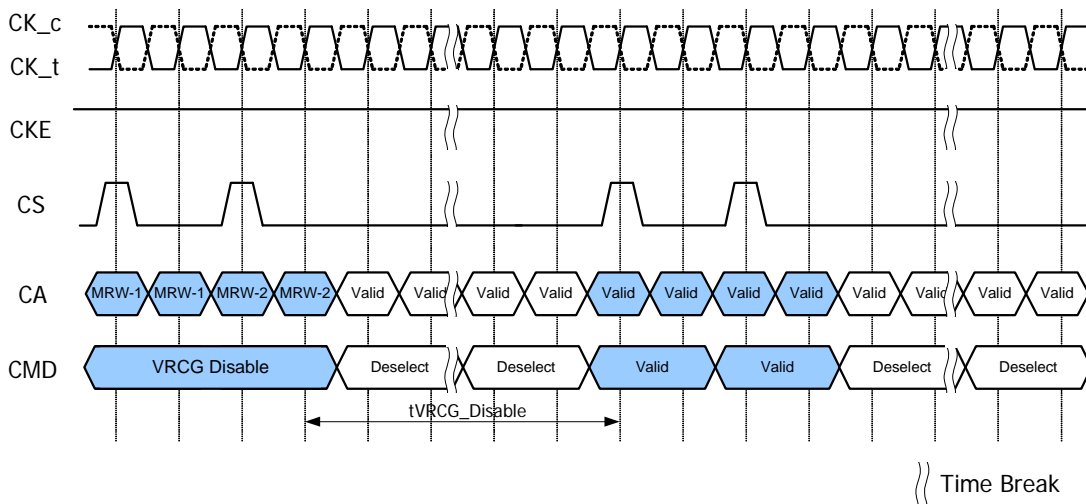 CK_c
CK_t
CKE
CS
CA MRW-1 MRW-1 MRW-2 MRW-2 Valid Valid Valid Valid Valid Valid Valid Valid Valid Valid Valid Valid
CMD VRCG Disable Deselect Deselect Valid Valid Deselect Deselect
tVRCG_Disable
Time Break